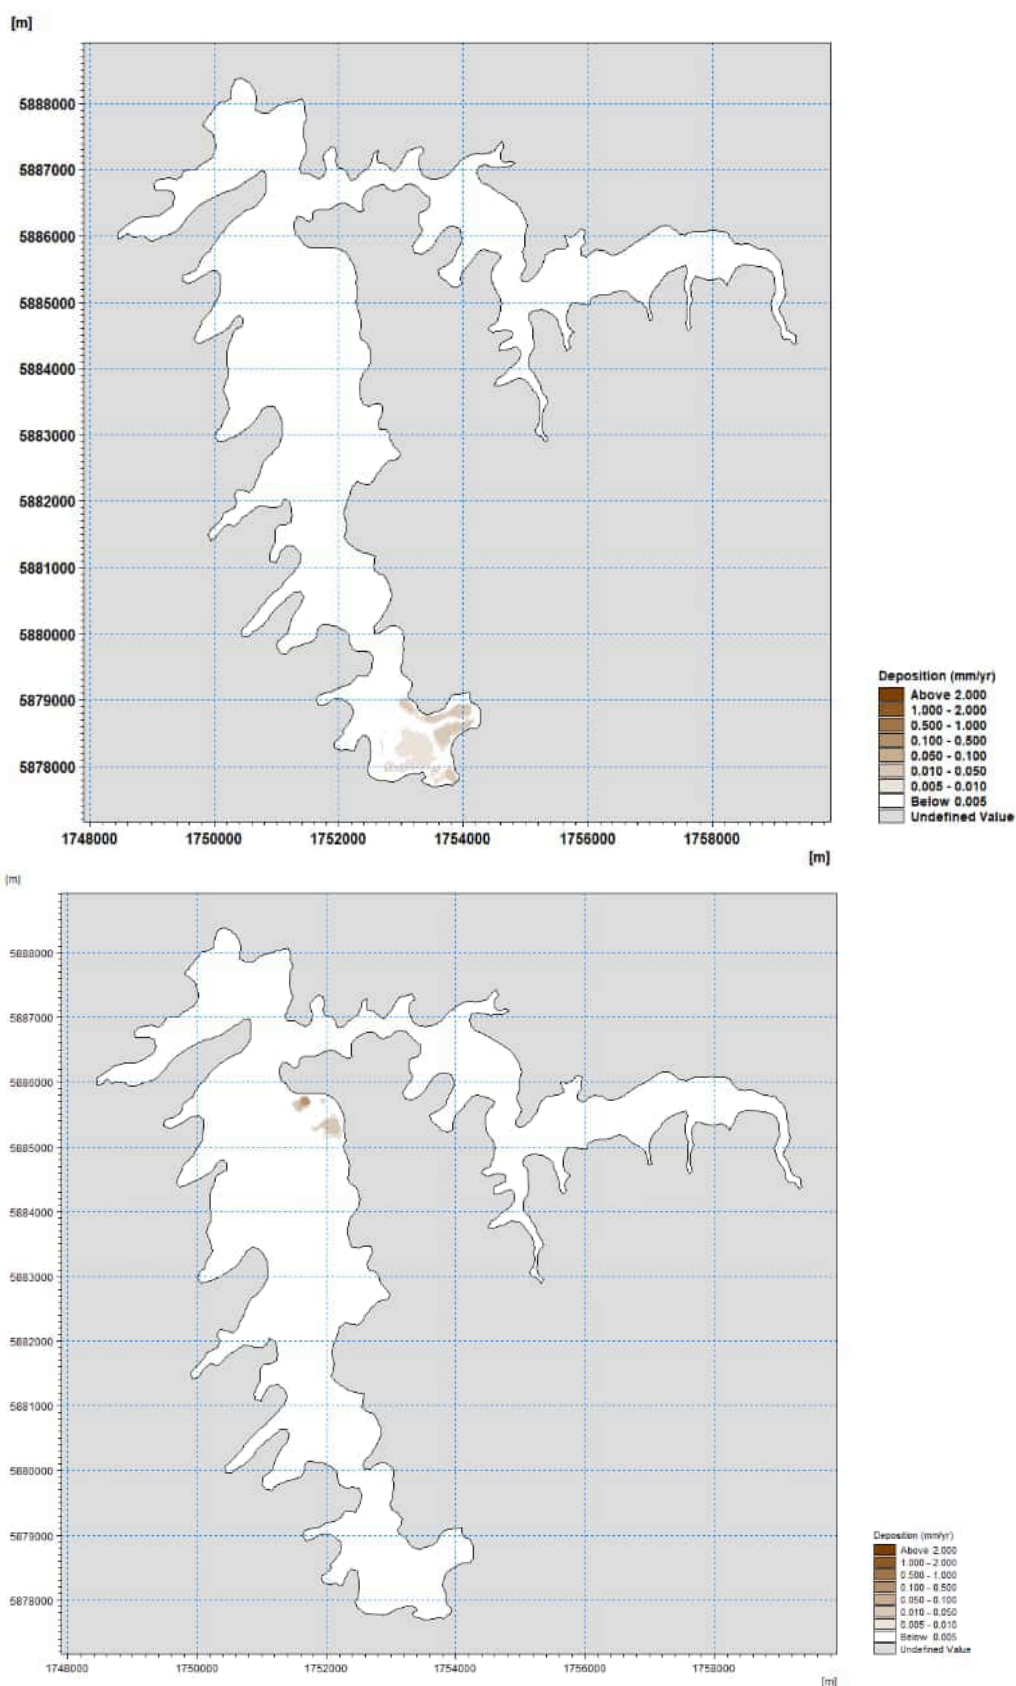 [m]
5888000
5887000
5886000
5885000
5884000
5883000
5882000
5881000
5880000
5879000
5878000
1748000 1750000 1752000 1754000 1756000 1758000
[m]
Deposition (mm/yr)
Above 2.000
1.000 - 2.000
0.500 - 1.000
0.100 - 0.500
0.050 - 0.100
0.010 - 0.050
0.005 - 0.010
Below 0.005
Undefined Value
[m]
5888000
5887000
5886000
5885000
5884000
5883000
5882000
5881000
5880000
5879000
5878000
1748000 1750000 1752000 1754000 1756000 1758000
[m]
Deposition (mm/yr)
Above 2.000
1.000 - 2.000
0.500 - 1.000
0.100 - 0.500
0.050 - 0.100
0.010 - 0.050
0.005 - 0.010
Below 0.005
Undefined Value